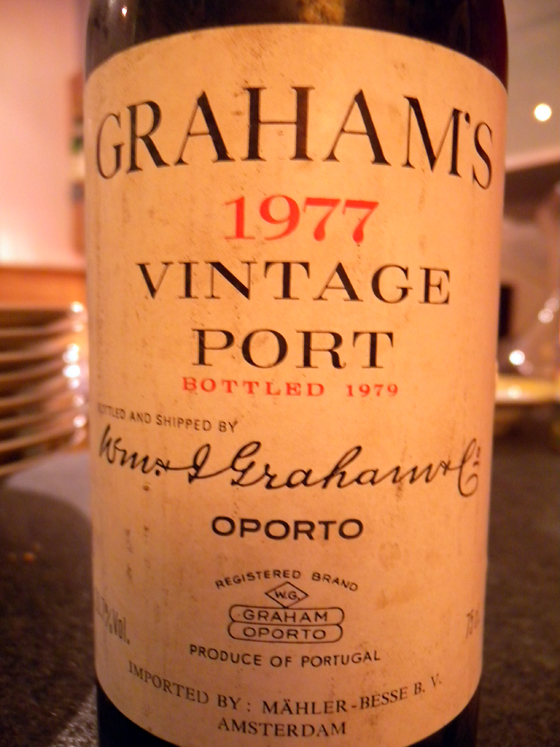 GRAHAM'S
1977
VINTAGE
PORT
BOTTLED 1979
BOTTLED AND SHIPPED BY
Wm. & J. Graham & Co.
OPORTO
REGISTERED BRAND
W.G.
GRAHAM
OPORTO
PRODUCE OF PORTUGAL
%Vol.
IMPORTED BY: MÄHLER-BESSE B. V.
AMSTERDAM